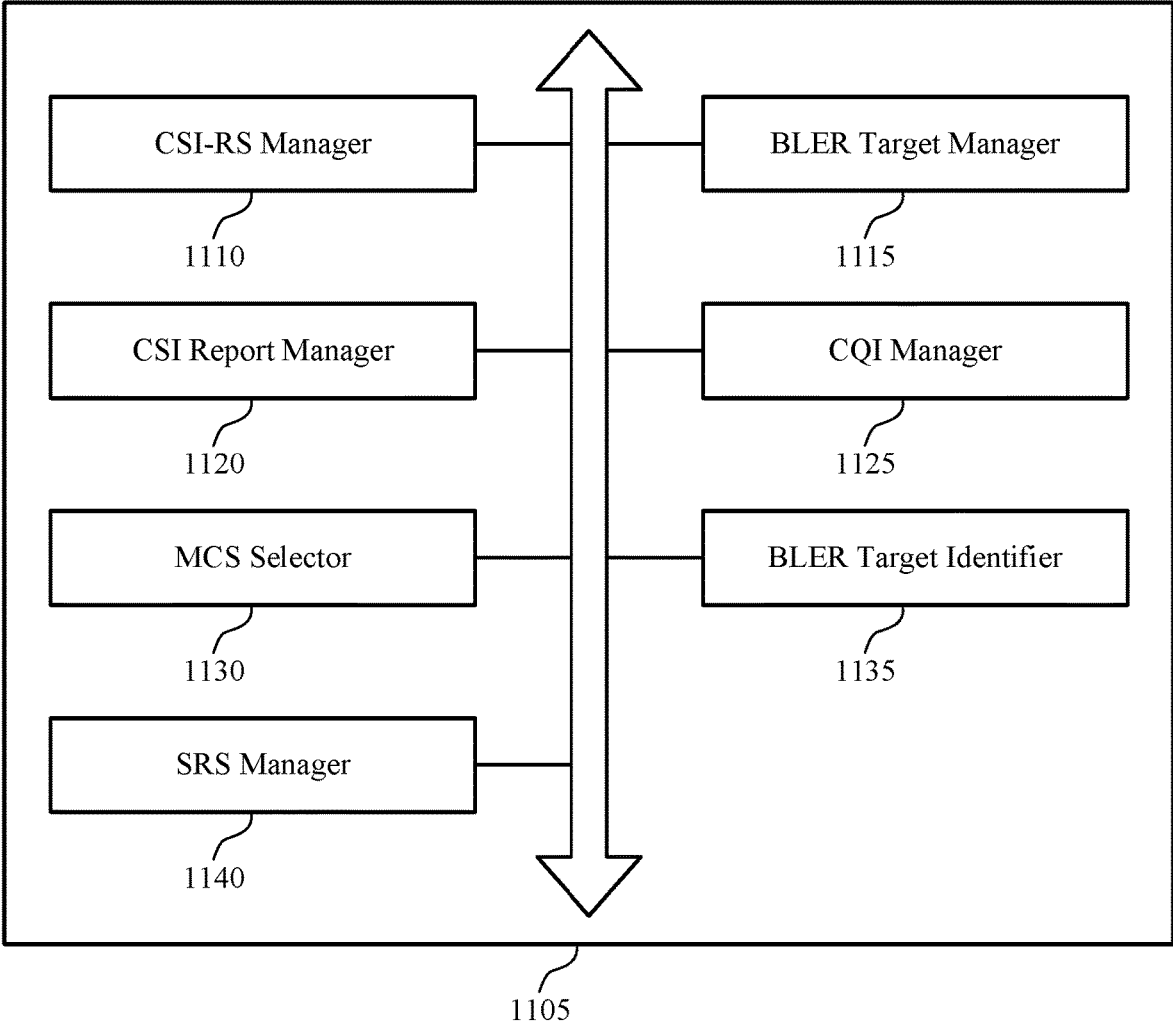 CSI-RS Manager
BLER Target Manager
1110
1115
CSI Report Manager
CQI Manager
1120
1125
MCS Selector
BLER Target Identifier
1130
1135
SRS Manager
1140
1105